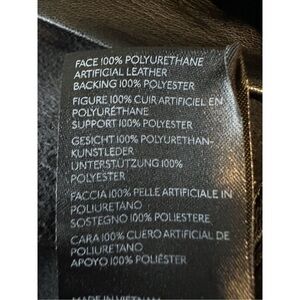 FACE 100% POLYURETHANE
ARTIFICIAL LEATHER
BACKING 100% POLYESTER
FIGURE 100% CUIR ARTIFICIEL EN
POLYURÉTHANE
SUPPORT 100% POLYESTER
GESICHT 100% POLYURETHAN-
KUNSTLEDER
UNTERSTÜTZUNG 100%
POLYESTER
FACCIA 100% PELLE ARTIFICIALE IN
POLIURETANO
SOSTEGNO 100% POLIESTERE
CARA 100% CUERO ARTIFICIAL DE
POLIURETANO
APOYO 100% POLIÉSTER
MADE IN VIETNAM